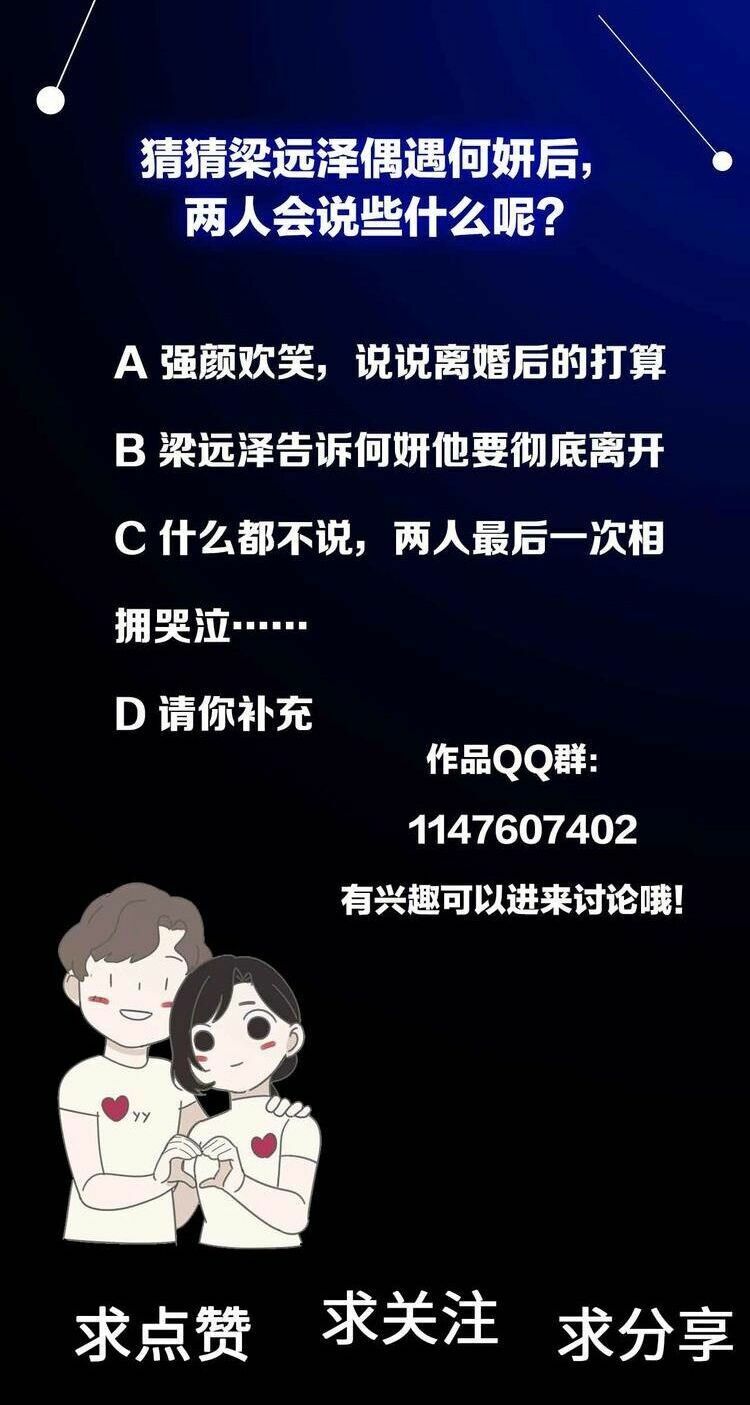 猜猜梁远泽偶遇何妍后，
两人会说些什么呢？
A 强颜欢笑，说说离婚后的打算
B 梁远泽告诉何妍他要彻底离开
C 什么都不说，两人最后一次相
拥哭泣……
D 请你补充
作品QQ群：
1147607402
有兴趣可以进来讨论哦！
YY
求点赞 求关注 求分享